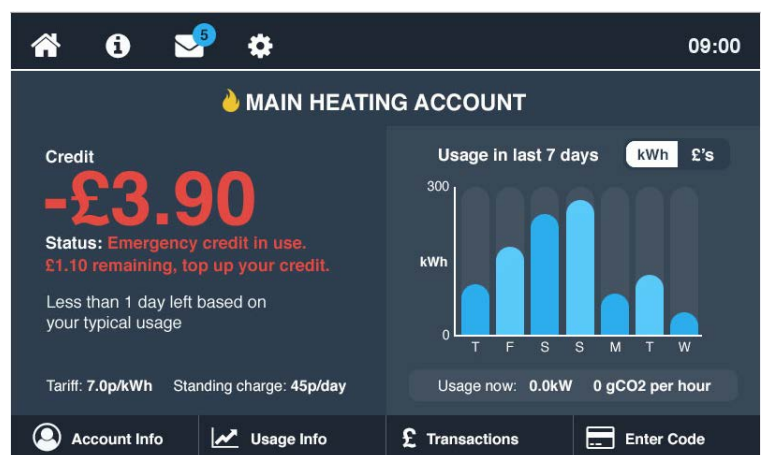 5
09:00
MAIN HEATING ACCOUNT
Credit
-£3.90
Status: Emergency credit in use.
£1.10 remaining, top up your credit.
Less than 1 day left based on
your typical usage
Tariff: 7.0p/kWh Standing charge: 45p/day
Usage in last 7 days kWh £'s
300
kWh
0
T F S S M T W
Usage now: 0.0kW 0 gCO2 per hour
Account Info Usage Info £ Transactions Enter Code